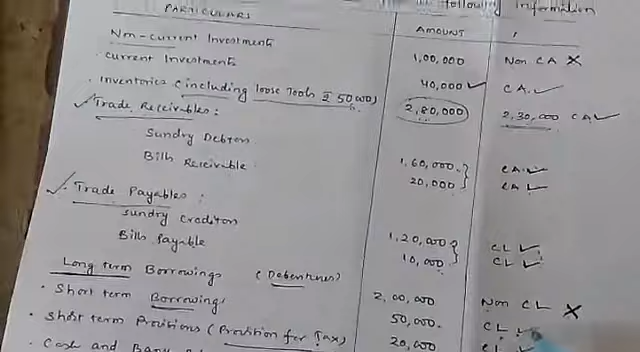 following information
PARTICULARS AMOUNT
Non-current Investments 1,00,000 Non CA ✗
· Current Investments 40,000 ✓ CA ✓
· Inventories (including loose Tools ₹ 50,000) 2,80,000 2,30,000 CA ✓
✓ Trade Receivables :
Sundry Debtors 1,60,000 CA ✓
Bills Receivable 20,000 CA ✓
✓ Trade Payables :
Sundry Creditors 1,20,000 CL ✓
Bills Payable 10,000 CL ✓
Long term Borrowings (Debentures) 2,00,000 Non CL ✗
· Short term Borrowings 50,000 CL ✓
· Short term Provisions (Provision for Tax) 20,000 CL ✓
· Cash and Bank